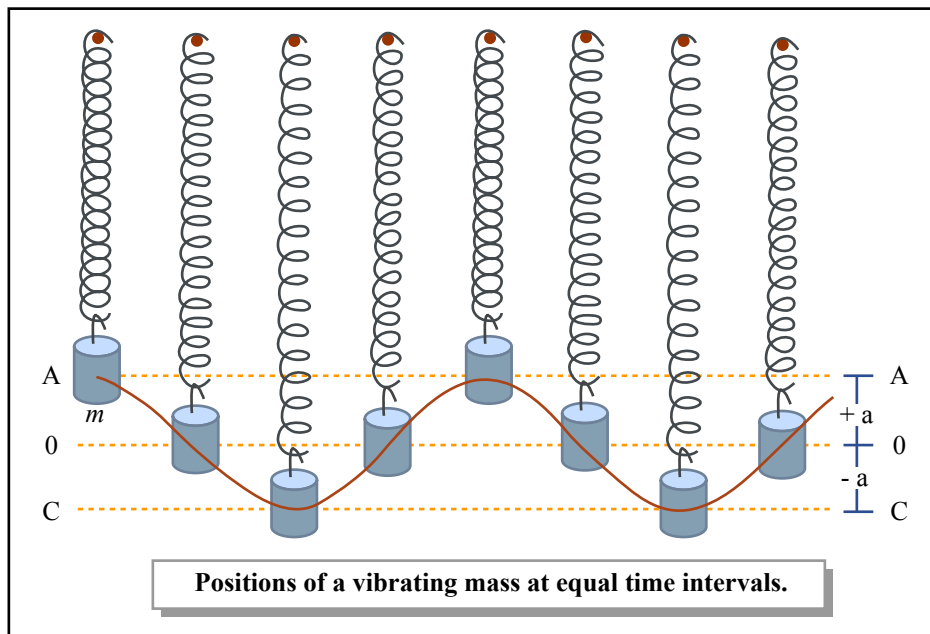 A A
m + a
0 0
- a
C C
Positions of a vibrating mass at equal time intervals.